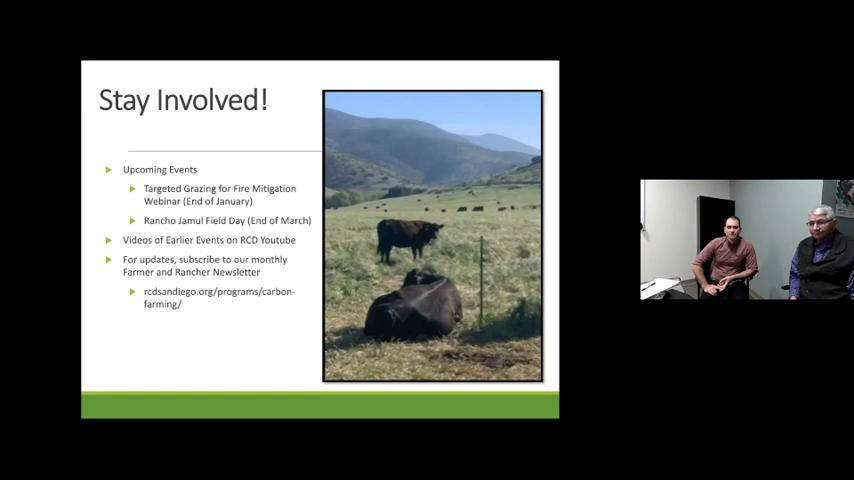 Stay Involved!
Upcoming Events
Targeted Grazing for Fire Mitigation
Webinar (End of January)
Rancho Jamul Field Day (End of March)
Videos of Earlier Events on RCD Youtube
For updates, subscribe to our monthly
Farmer and Rancher Newsletter
rcdsandiego.org/programs/carbon-
farming/